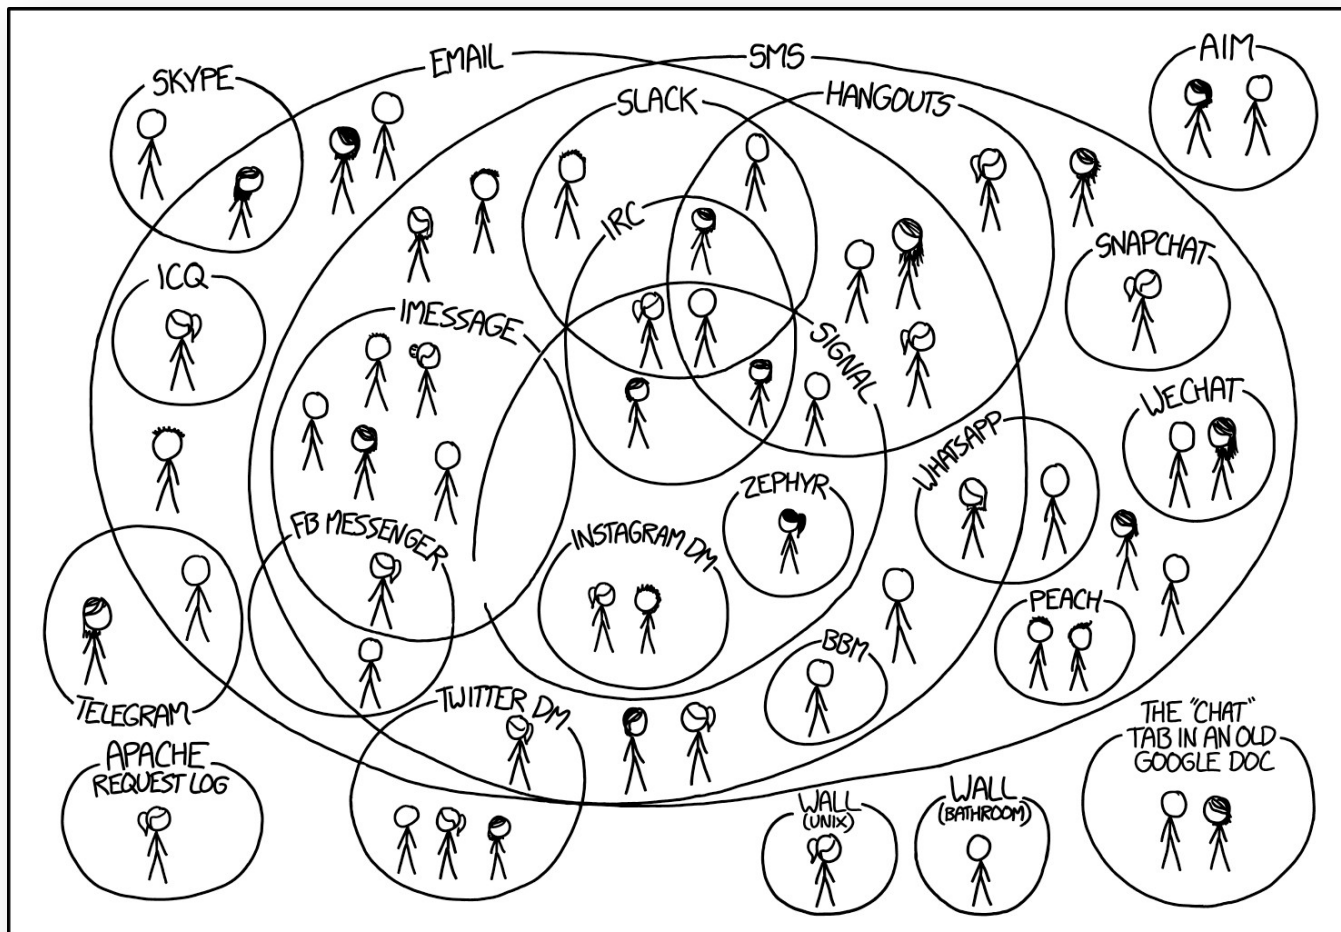 SKYPE
EMAIL
SMS
AIM
SLACK
HANGOUTS
IRC
ICQ
SNAPCHAT
IMESSAGE
SIGNAL
WECHAT
WHATSAPP
ZEPHYR
FB MESSENGER
INSTAGRAM DM
PEACH
BBM
TELEGRAM
TWITTER DM
THE "CHAT"
TAB IN AN OLD
GOOGLE DOC
APACHE
REQUEST LOG
WALL
(UNIX)
WALL
(BATHROOM)